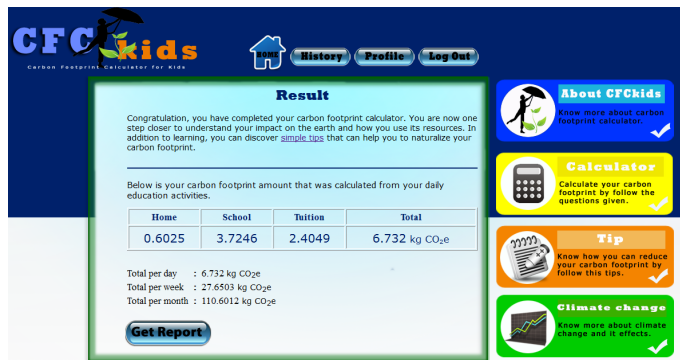 CFCkids
Carbon Footprint Calculator for Kids
HOME
History
Profile
Log Out
Result
Congratulation, you have completed your carbon footprint calculator. You are now one
step closer to understand your impact on the earth and how you use its resources. In
addition to learning, you can discover simple tips that can help you to naturalize your
carbon footprint.
Below is your carbon footprint amount that was calculated from your daily
education activities.
Home School Tuition Total
0.6025 3.7246 2.4049 6.732 kg CO2e
Total per day : 6.732 kg CO2e
Total per week : 27.6503 kg CO2e
Total per month : 110.6012 kg CO2e
Get Report
About CFCkids
Know more about carbon
footprint calculator.
Calculator
Calculate your carbon
footprint by follow the
questions given.
Tip
Know how you can reduce
your carbon footprint by
follow this tips.
Climate change
Know more about climate
change and it effects.